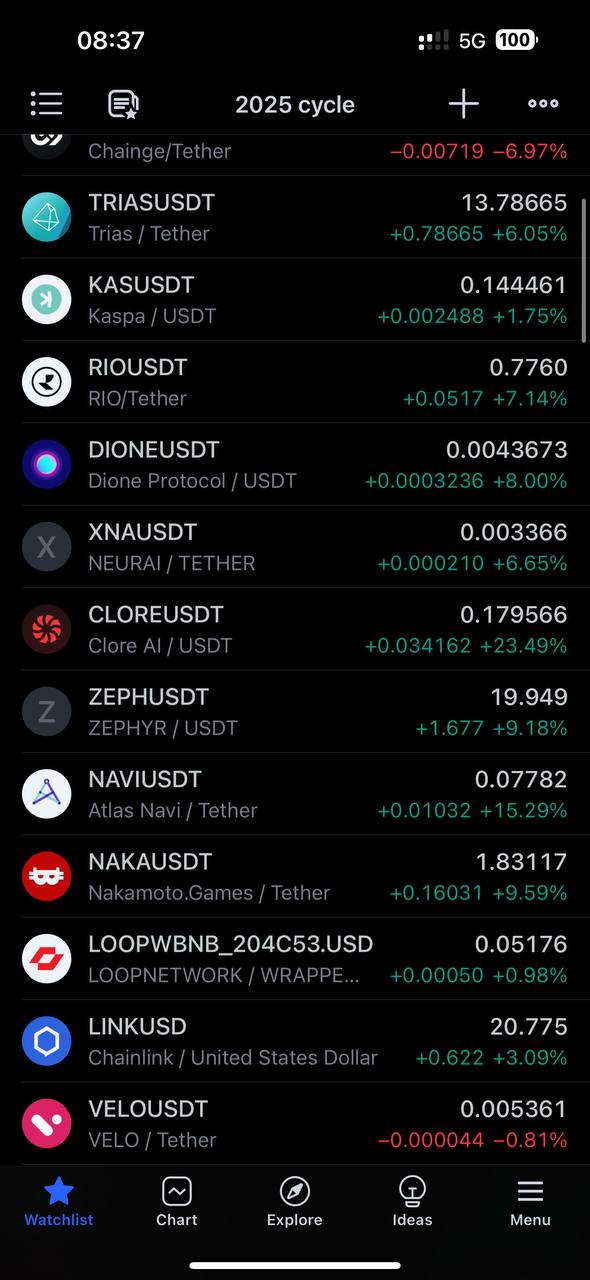 08:37
5G 100
2025 cycle
Chainge/Tether −0.00719 −6.97%
TRIASUSDT 13.78665
Trias / Tether +0.78665 +6.05%
KASUSDT 0.144461
Kaspa / USDT +0.002488 +1.75%
RIOUSDT 0.7760
RIO/Tether +0.0517 +7.14%
DIONEUSDT 0.0043673
Dione Protocol / USDT +0.0003236 +8.00%
X
XNAUSDT 0.003366
NEURAI / TETHER +0.000210 +6.65%
CLOREUSDT 0.179566
Clore AI / USDT +0.034162 +23.49%
Z
ZEPHUSDT 19.949
ZEPHYR / USDT +1.677 +9.18%
NAVIUSDT 0.07782
Atlas Navi / Tether +0.01032 +15.29%
NAKAUSDT 1.83117
Nakamoto.Games / Tether +0.16031 +9.59%
LOOPWBNB_204C53.USD 0.05176
LOOPNETWORK / WRAPPE... +0.00050 +0.98%
LINKUSD 20.775
Chainlink / United States Dollar +0.622 +3.09%
VELOUSDT 0.005361
VELO / Tether −0.000044 −0.81%
Watchlist Chart Explore Ideas Menu